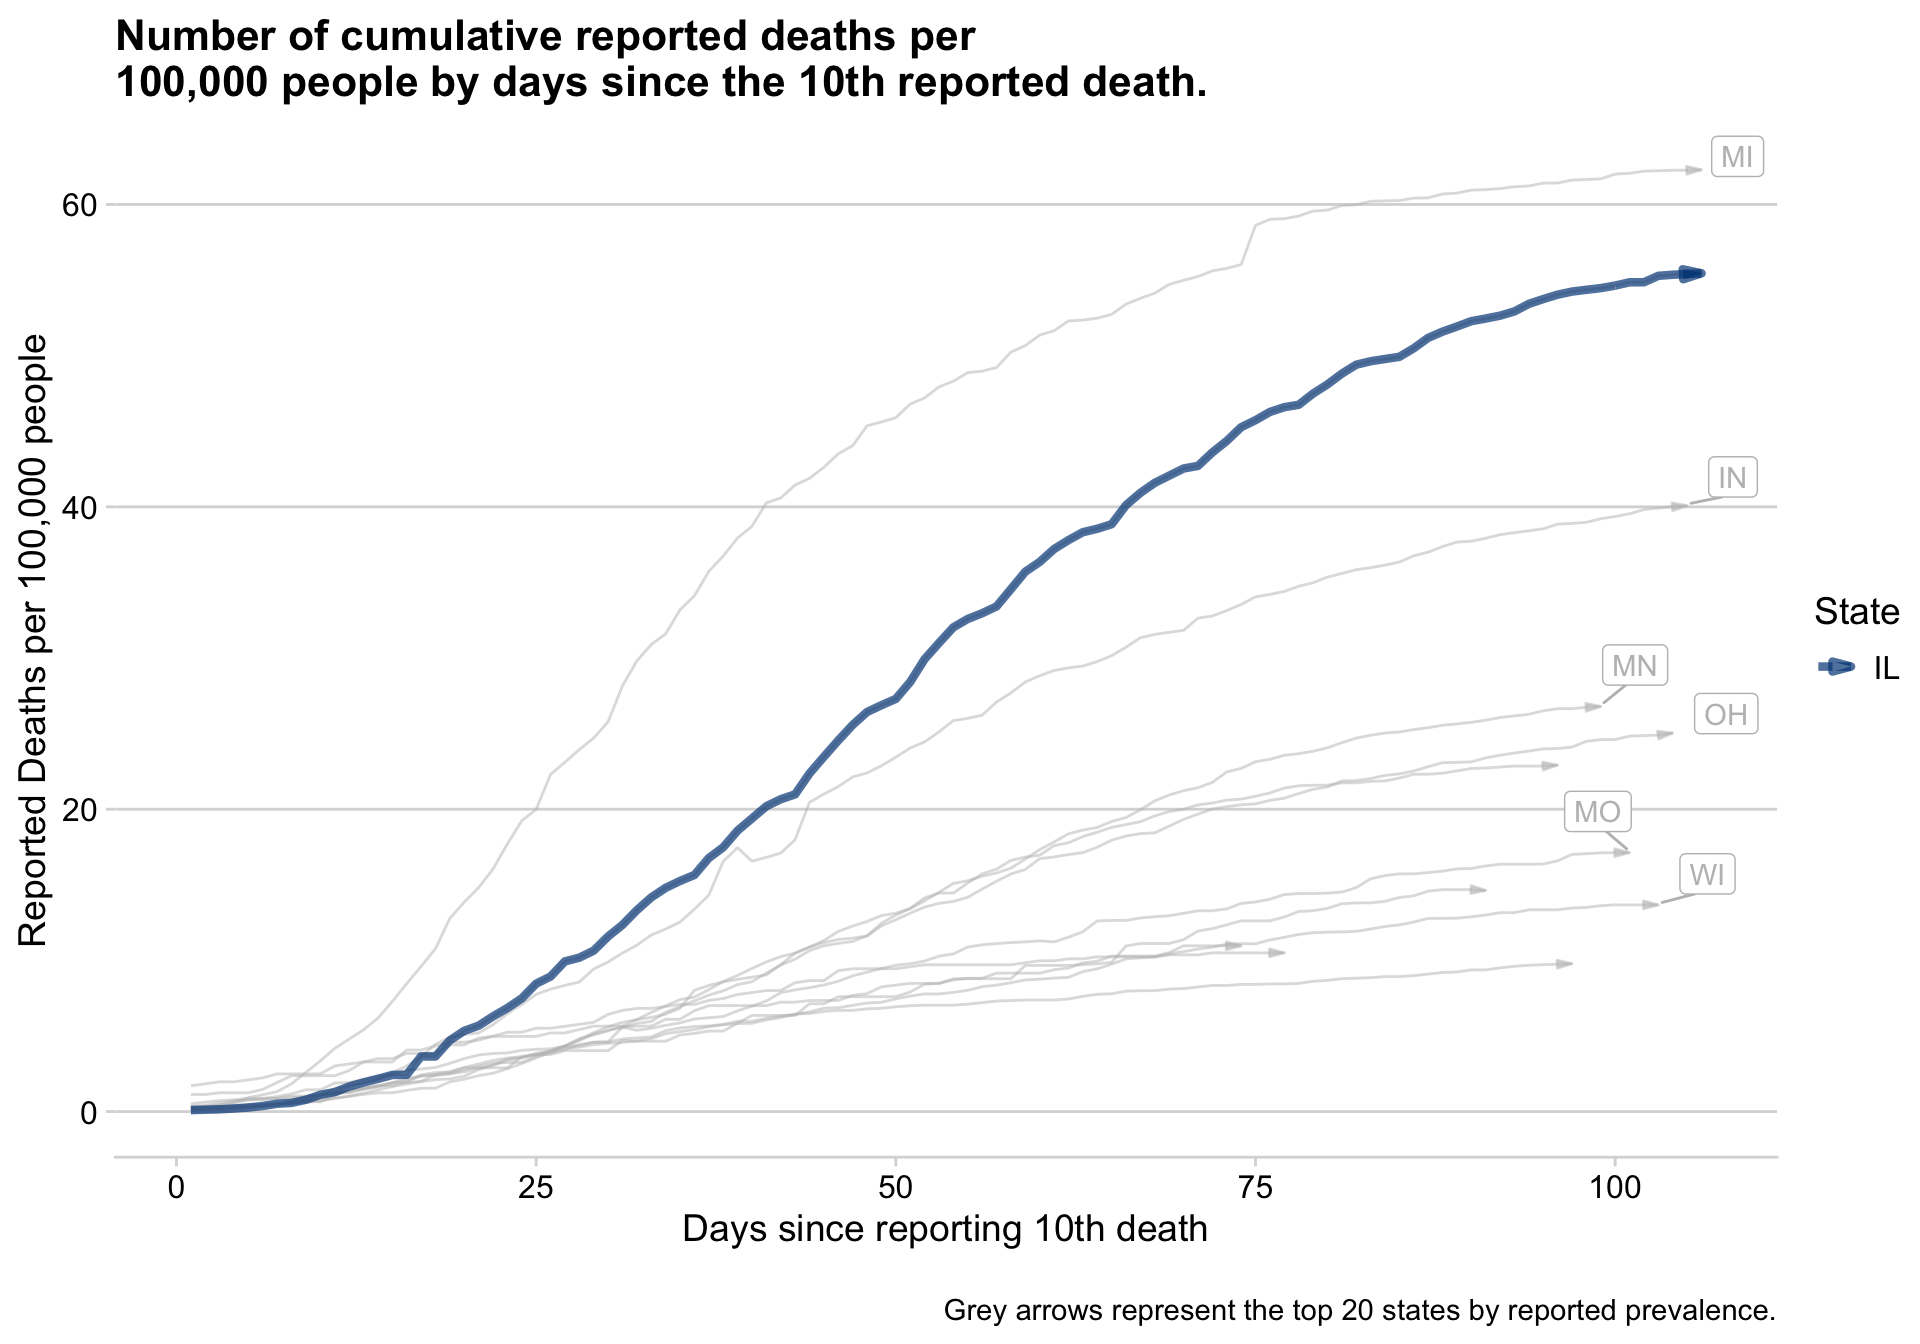 Number of cumulative reported deaths per
100,000 people by days since the 10th reported death.
Reported Deaths per 100,000 people
60
40
20
0
MI
IN
MN
OH
MO
WI
State
IL
0 25 50 75 100
Days since reporting 10th death
Grey arrows represent the top 20 states by reported prevalence.